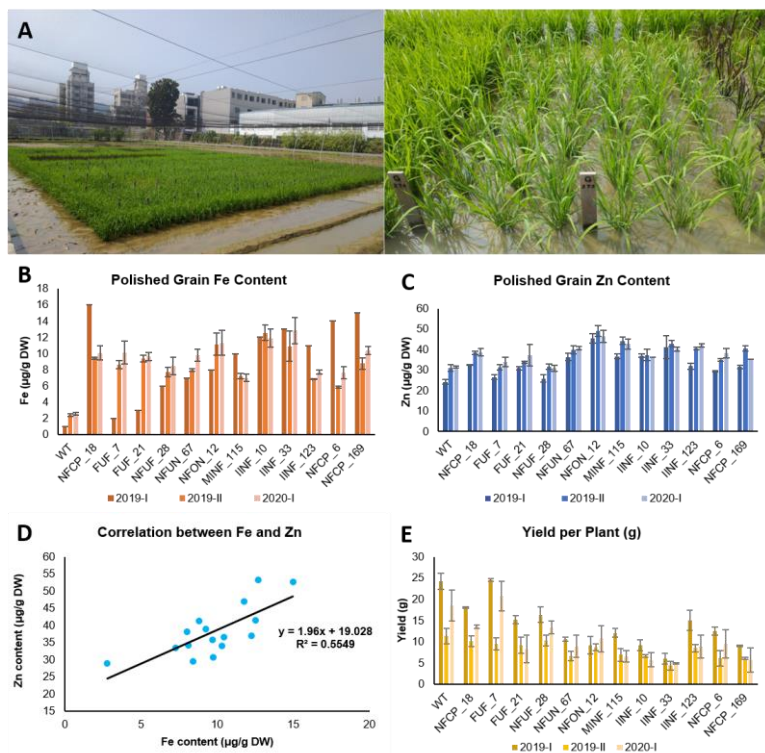 A
B
Polished Grain Fe Content
Fe (µg/g DW)
18
16
14
12
10
8
6
4
2
0
WT
NFCP_18
FUF_7
FUF_21
NFUF_28
NFUN_67
NFON_12
MINF_115
IINF_10
IINF_33
IINF_123
NFCP_6
NFCP_169
2019-I 2019-II 2020-I
C
Polished Grain Zn Content
Zn (µg/g DW)
60
50
40
30
20
10
0
WT
NFCP_18
FUF_7
FUF_21
NFUF_28
NFUN_67
NFON_12
MINF_115
IINF_10
IINF_33
IINF_123
NFCP_6
NFCP_169
2019-I 2019-II 2020-I
D
Correlation between Fe and Zn
Zn content (µg/g DW)
60
55
50
45
40
35
30
25
20
15
10
y = 1.96x + 19.028
R² = 0.5549
0 5 10 15 20
Fe content (µg/g DW)
E
Yield per Plant (g)
Yield (g)
30
25
20
15
10
5
0
WT
NFCP_18
FUF_7
FUF_21
NFUF_28
NFUN_67
NFON_12
MINF_115
IINF_10
IINF_33
IINF_123
NFCP_6
NFCP_169
2019-I 2019-II 2020-I